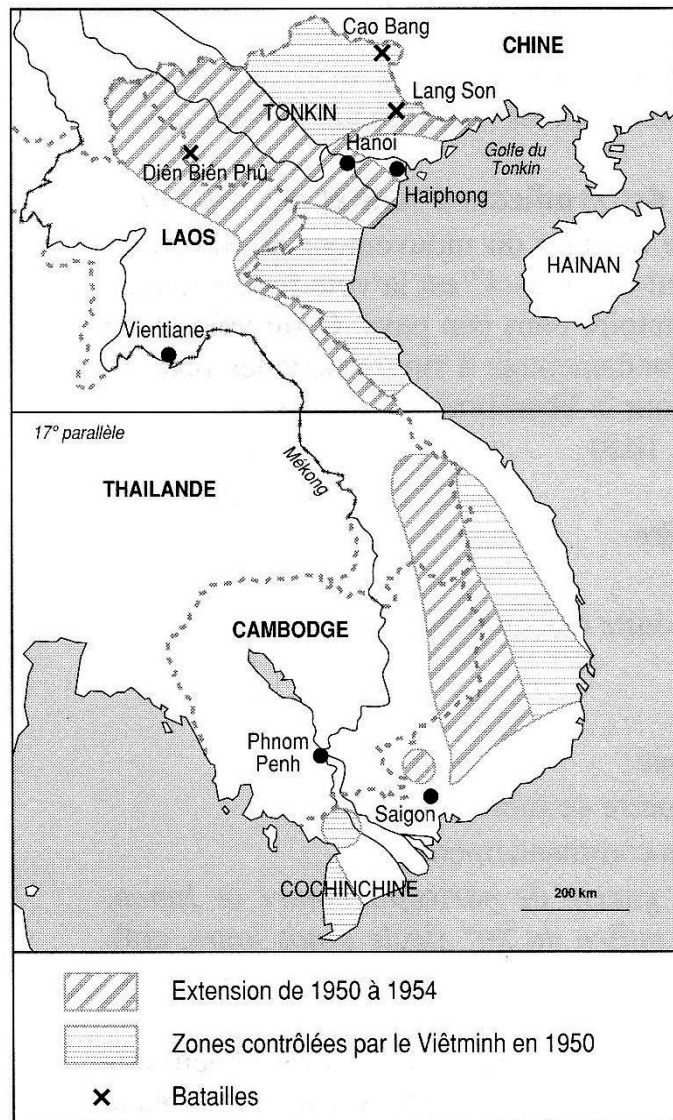 Cao Bang
CHINE
Lang Son
TONKIN
Hanoi
Golfe du
Tonkin
Diên Biên Phû
Haiphong
LAOS
HAINAN
Vientiane
17° parallèle
Mékong
THAILANDE
CAMBODGE
Phnom
Penh
Saigon
COCHINCHINE
200 km
Extension de 1950 à 1954
Zones contrôlées par le Viêtminh en 1950
Batailles